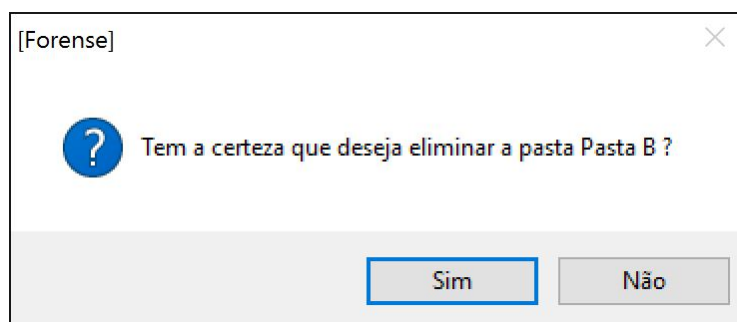 [Forense]
Tem a certeza que deseja eliminar a pasta Pasta B ?
Sim Não